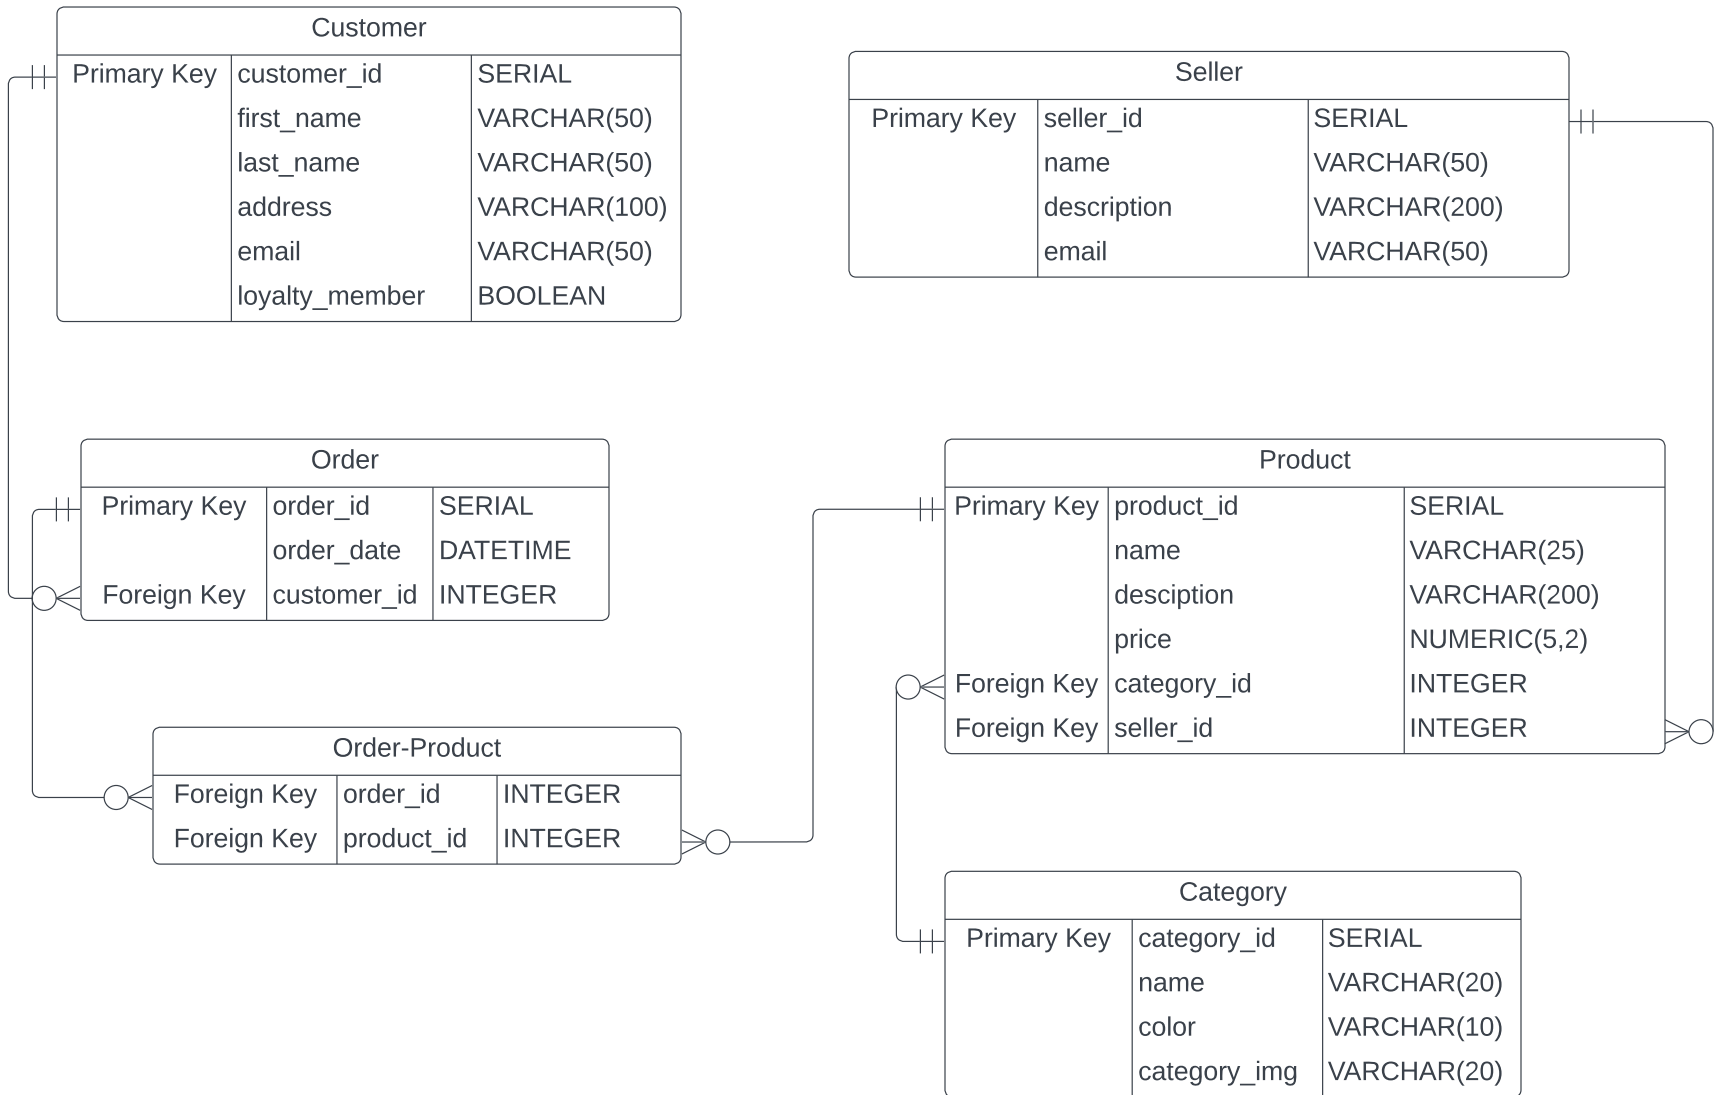 Customer
Primary Key customer_id SERIAL
first_name VARCHAR(50)
last_name VARCHAR(50)
address VARCHAR(100)
email VARCHAR(50)
loyalty_member BOOLEAN
Seller
Primary Key seller_id SERIAL
name VARCHAR(50)
description VARCHAR(200)
email VARCHAR(50)
Order
Primary Key order_id SERIAL
order_date DATETIME
Foreign Key customer_id INTEGER
Product
Primary Key product_id SERIAL
name VARCHAR(25)
desciption VARCHAR(200)
price NUMERIC(5,2)
Foreign Key category_id INTEGER
Foreign Key seller_id INTEGER
Order-Product
Foreign Key order_id INTEGER
Foreign Key product_id INTEGER
Category
Primary Key category_id SERIAL
name VARCHAR(20)
color VARCHAR(10)
category_img VARCHAR(20)